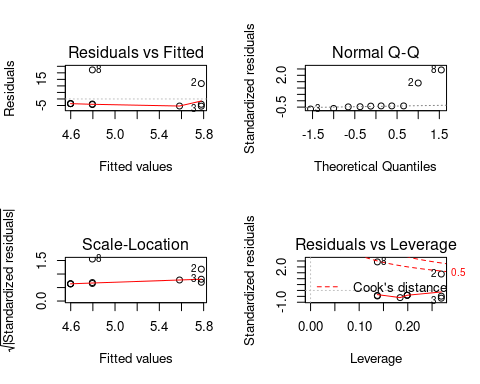 Residuals vs Fitted
Residuals
-5
15
8
2
3
4.6
5.0
5.4
5.8
Fitted values
Normal Q-Q
Standardized residuals
-0.5
2.0
8
2
3
-1.5
-0.5
0.5
1.5
Theoretical Quantiles
Scale-Location
√|Standardized residuals|
0.0
1.5
8
2
3
4.6
5.0
5.4
5.8
Fitted values
Residuals vs Leverage
Standardized residuals
-1.0
2.0
8
2
3
0.5
Cook's distance
0.00
0.10
0.20
Leverage